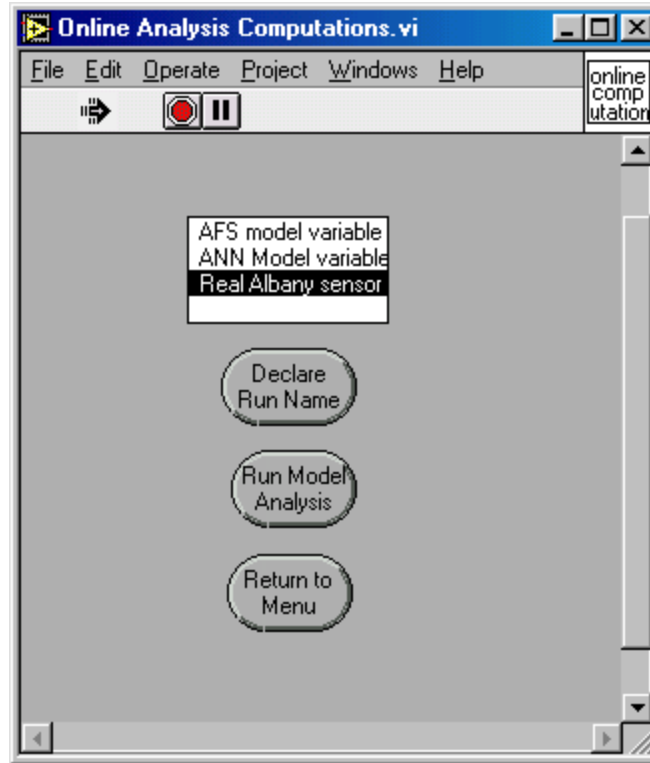 Online Analysis Computations.vi
File Edit Operate Project Windows Help
online
comp
utation
AFS model variable
ANN Model variable
Real Albany sensor
Declare
Run Name
Run Model
Analysis
Return to
Menu